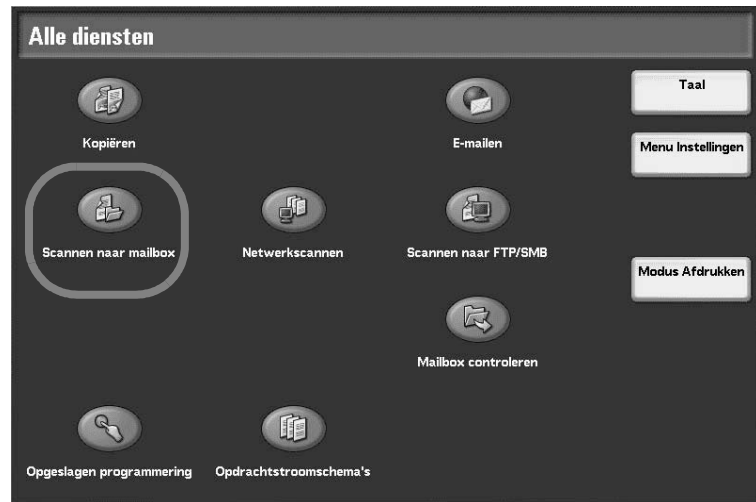 Alle diensten
Kopiëren
E-mailen
Taal
Menu Instellingen
Scannen naar mailbox
Netwerkscannen
Scannen naar FTP/SMB
Modus Afdrukken
Mailbox controleren
Opgeslagen programmering
Opdrachtstroomschema's